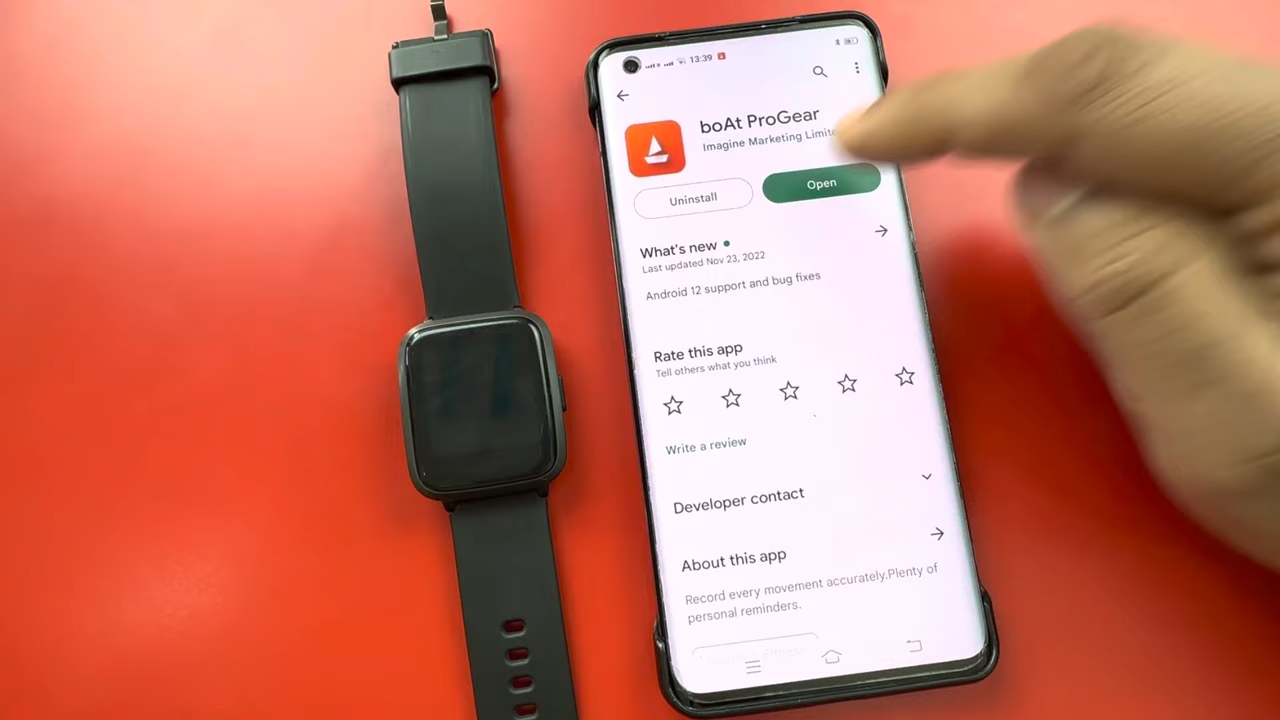 13:39
boAt ProGear
Imagine Marketing Limite
Uninstall
Open
What's new
Last updated Nov 23, 2022
Android 12 support and bug fixes
Rate this app
Tell others what you think
Write a review
Developer contact
About this app
Record every movement accurately.Plenty of
personal reminders.